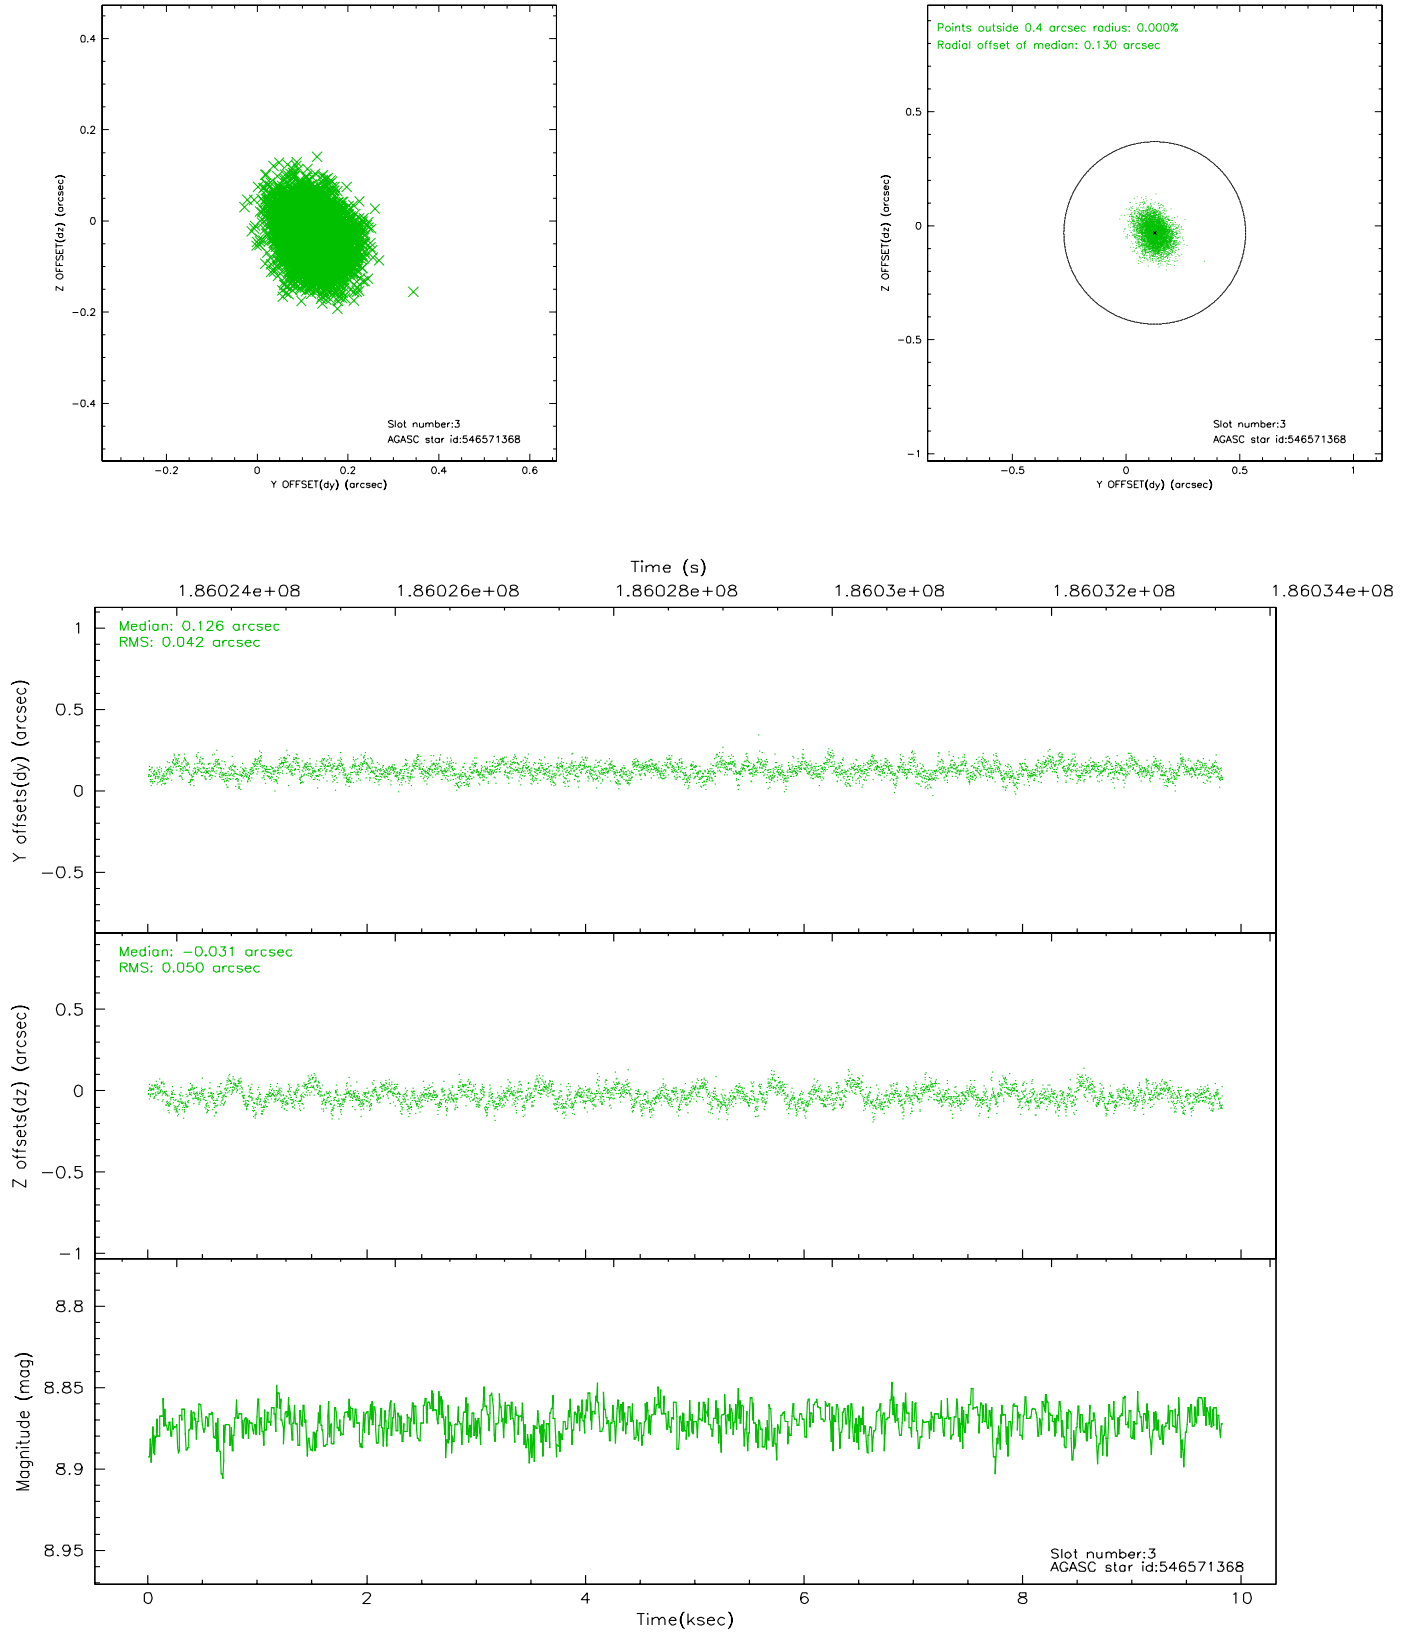 0.4
0.2
0
−0.2
−0.4
Z OFFSET(dz) (arcsec)
Slot number:3
AGASC star id:546571368
−0.2 0 0.2 0.4 0.6
Y OFFSET(dy) (arcsec)
Points outside 0.4 arcsec radius: 0.000%
Radial offset of median: 0.130 arcsec
0.5
0
−0.5
−1
Z OFFSET(dz) (arcsec)
Slot number:3
AGASC star id:546571368
−0.5 0 0.5 1
Y OFFSET(dy) (arcsec)
Time (s)
1.86024e+08 1.86026e+08 1.86028e+08 1.8603e+08 1.86032e+08 1.86034e+08
Median: 0.126 arcsec
RMS: 0.042 arcsec
1
0.5
0
−0.5
Y offsets(dy) (arcsec)
Median: −0.031 arcsec
RMS: 0.050 arcsec
0.5
0
−0.5
−1
Z offsets(dz) (arcsec)
8.8
8.85
8.9
8.95
Magnitude (mag)
Slot number:3
AGASC star id:546571368
0 2 4 6 8 10
Time(ksec)